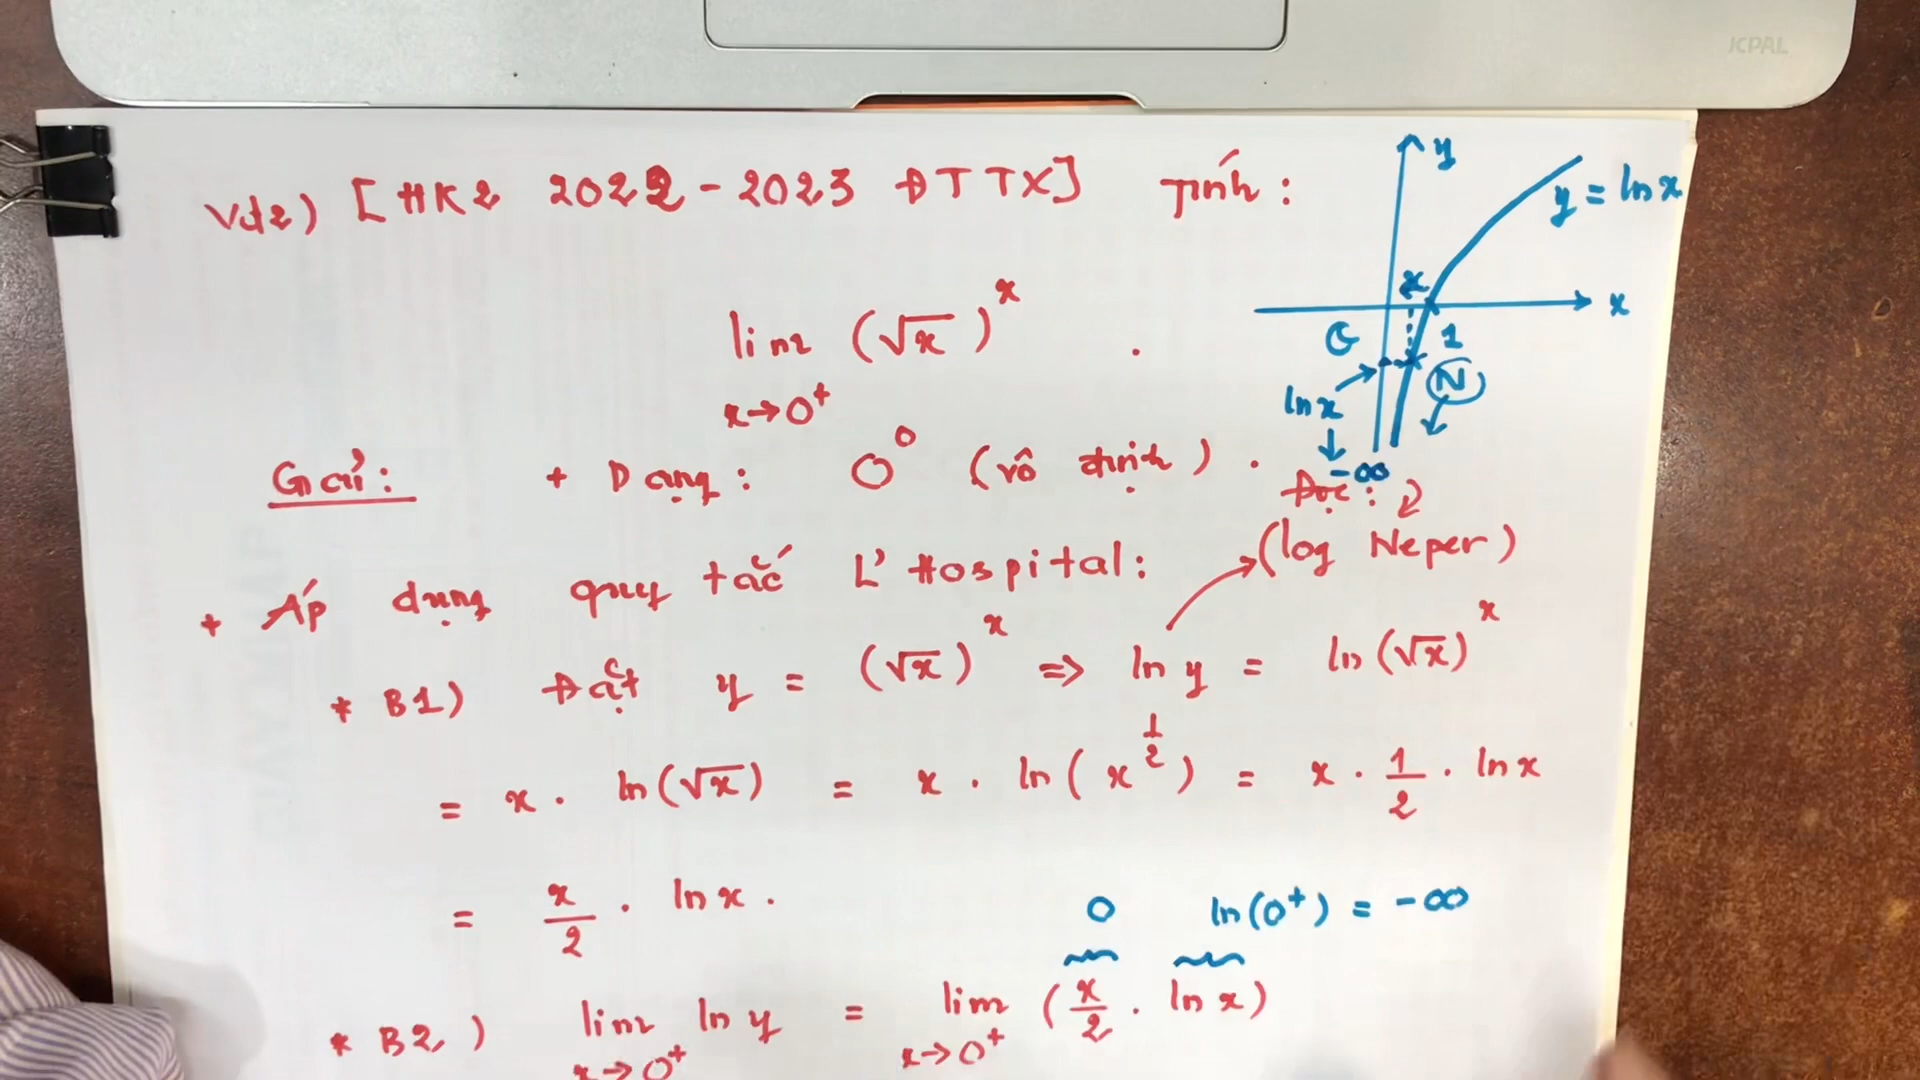 JCPAL
Vd2) [HK2 2022-2023 ĐTTX] Tính:
lim (√x)^x .
x→0⁺
y
y = ln x
x
x
O
1
N
ln x
↓
-∞
Giải: + Dạng: 0^0 (vô định) .
Đọc:
(log Neper)
+ Áp dụng quy tắc L'Hospital:
* B1) Đặt y = (√x)^x ⇒ ln y = ln(√x)^x
= x . ln(√x) = x . ln(x^(1/2)) = x . 1/2 . ln x
= x/2 . ln x .
0 ln(0⁺) = -∞
* B2) lim ln y = lim (x/2 . ln x)
x→0⁺ x→0⁺